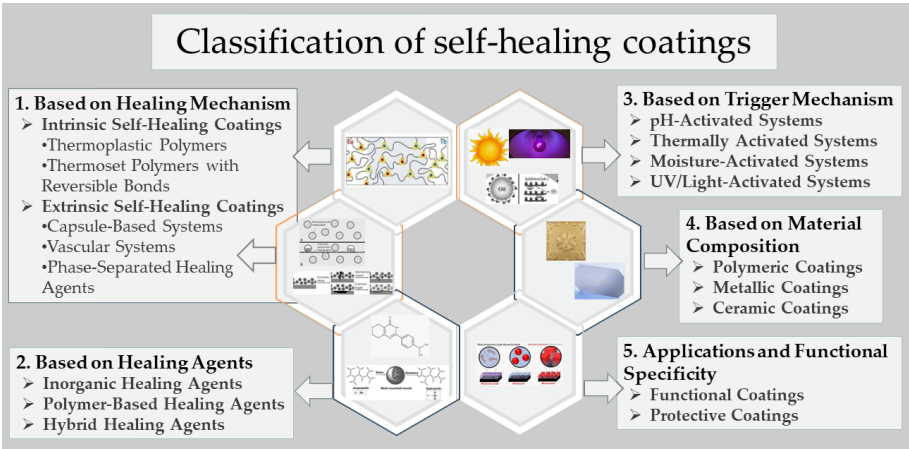 Classification of self-healing coatings
1. Based on Healing Mechanism
➢ Intrinsic Self-Healing Coatings
•Thermoplastic Polymers
•Thermoset Polymers with
Reversible Bonds
➢ Extrinsic Self-Healing Coatings
•Capsule-Based Systems
•Vascular Systems
•Phase-Separated Healing
Agents
2. Based on Healing Agents
➢ Inorganic Healing Agents
➢ Polymer-Based Healing Agents
➢ Hybrid Healing Agents
Eu
Tb
Oil
3. Based on Trigger Mechanism
➢ pH-Activated Systems
➢ Thermally Activated Systems
➢ Moisture-Activated Systems
➢ UV/Light-Activated Systems
4. Based on Material
Composition
➢ Polymeric Coatings
➢ Metallic Coatings
➢ Ceramic Coatings
5. Applications and Functional
Specificity
➢ Functional Coatings
➢ Protective Coatings